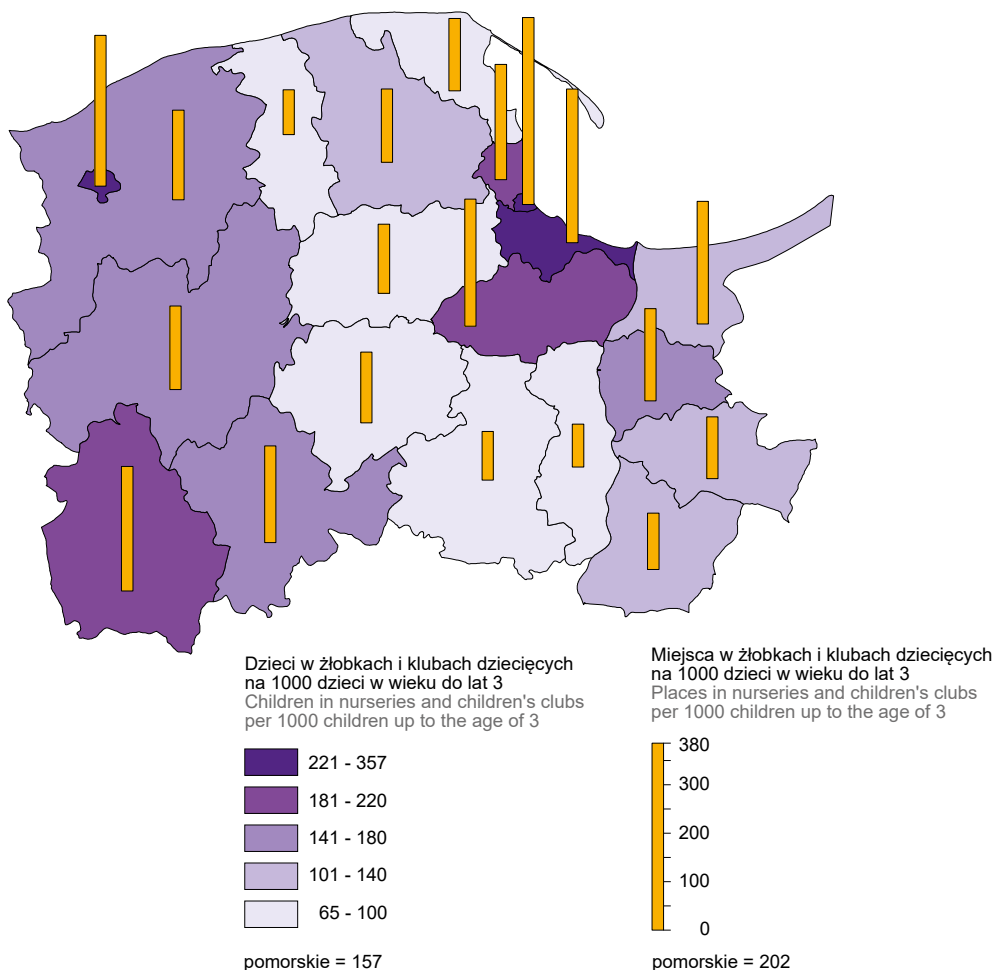 Dzieci w żłobkach i klubach dziecięcych
na 1000 dzieci w wieku do lat 3
Children in nurseries and children's clubs
per 1000 children up to the age of 3
221 - 357
181 - 220
141 - 180
101 - 140
65 - 100
pomorskie = 157
Miejsca w żłobkach i klubach dziecięcych
na 1000 dzieci w wieku do lat 3
Places in nurseries and children's clubs
per 1000 children up to the age of 3
380
300
200
100
0
pomorskie = 202